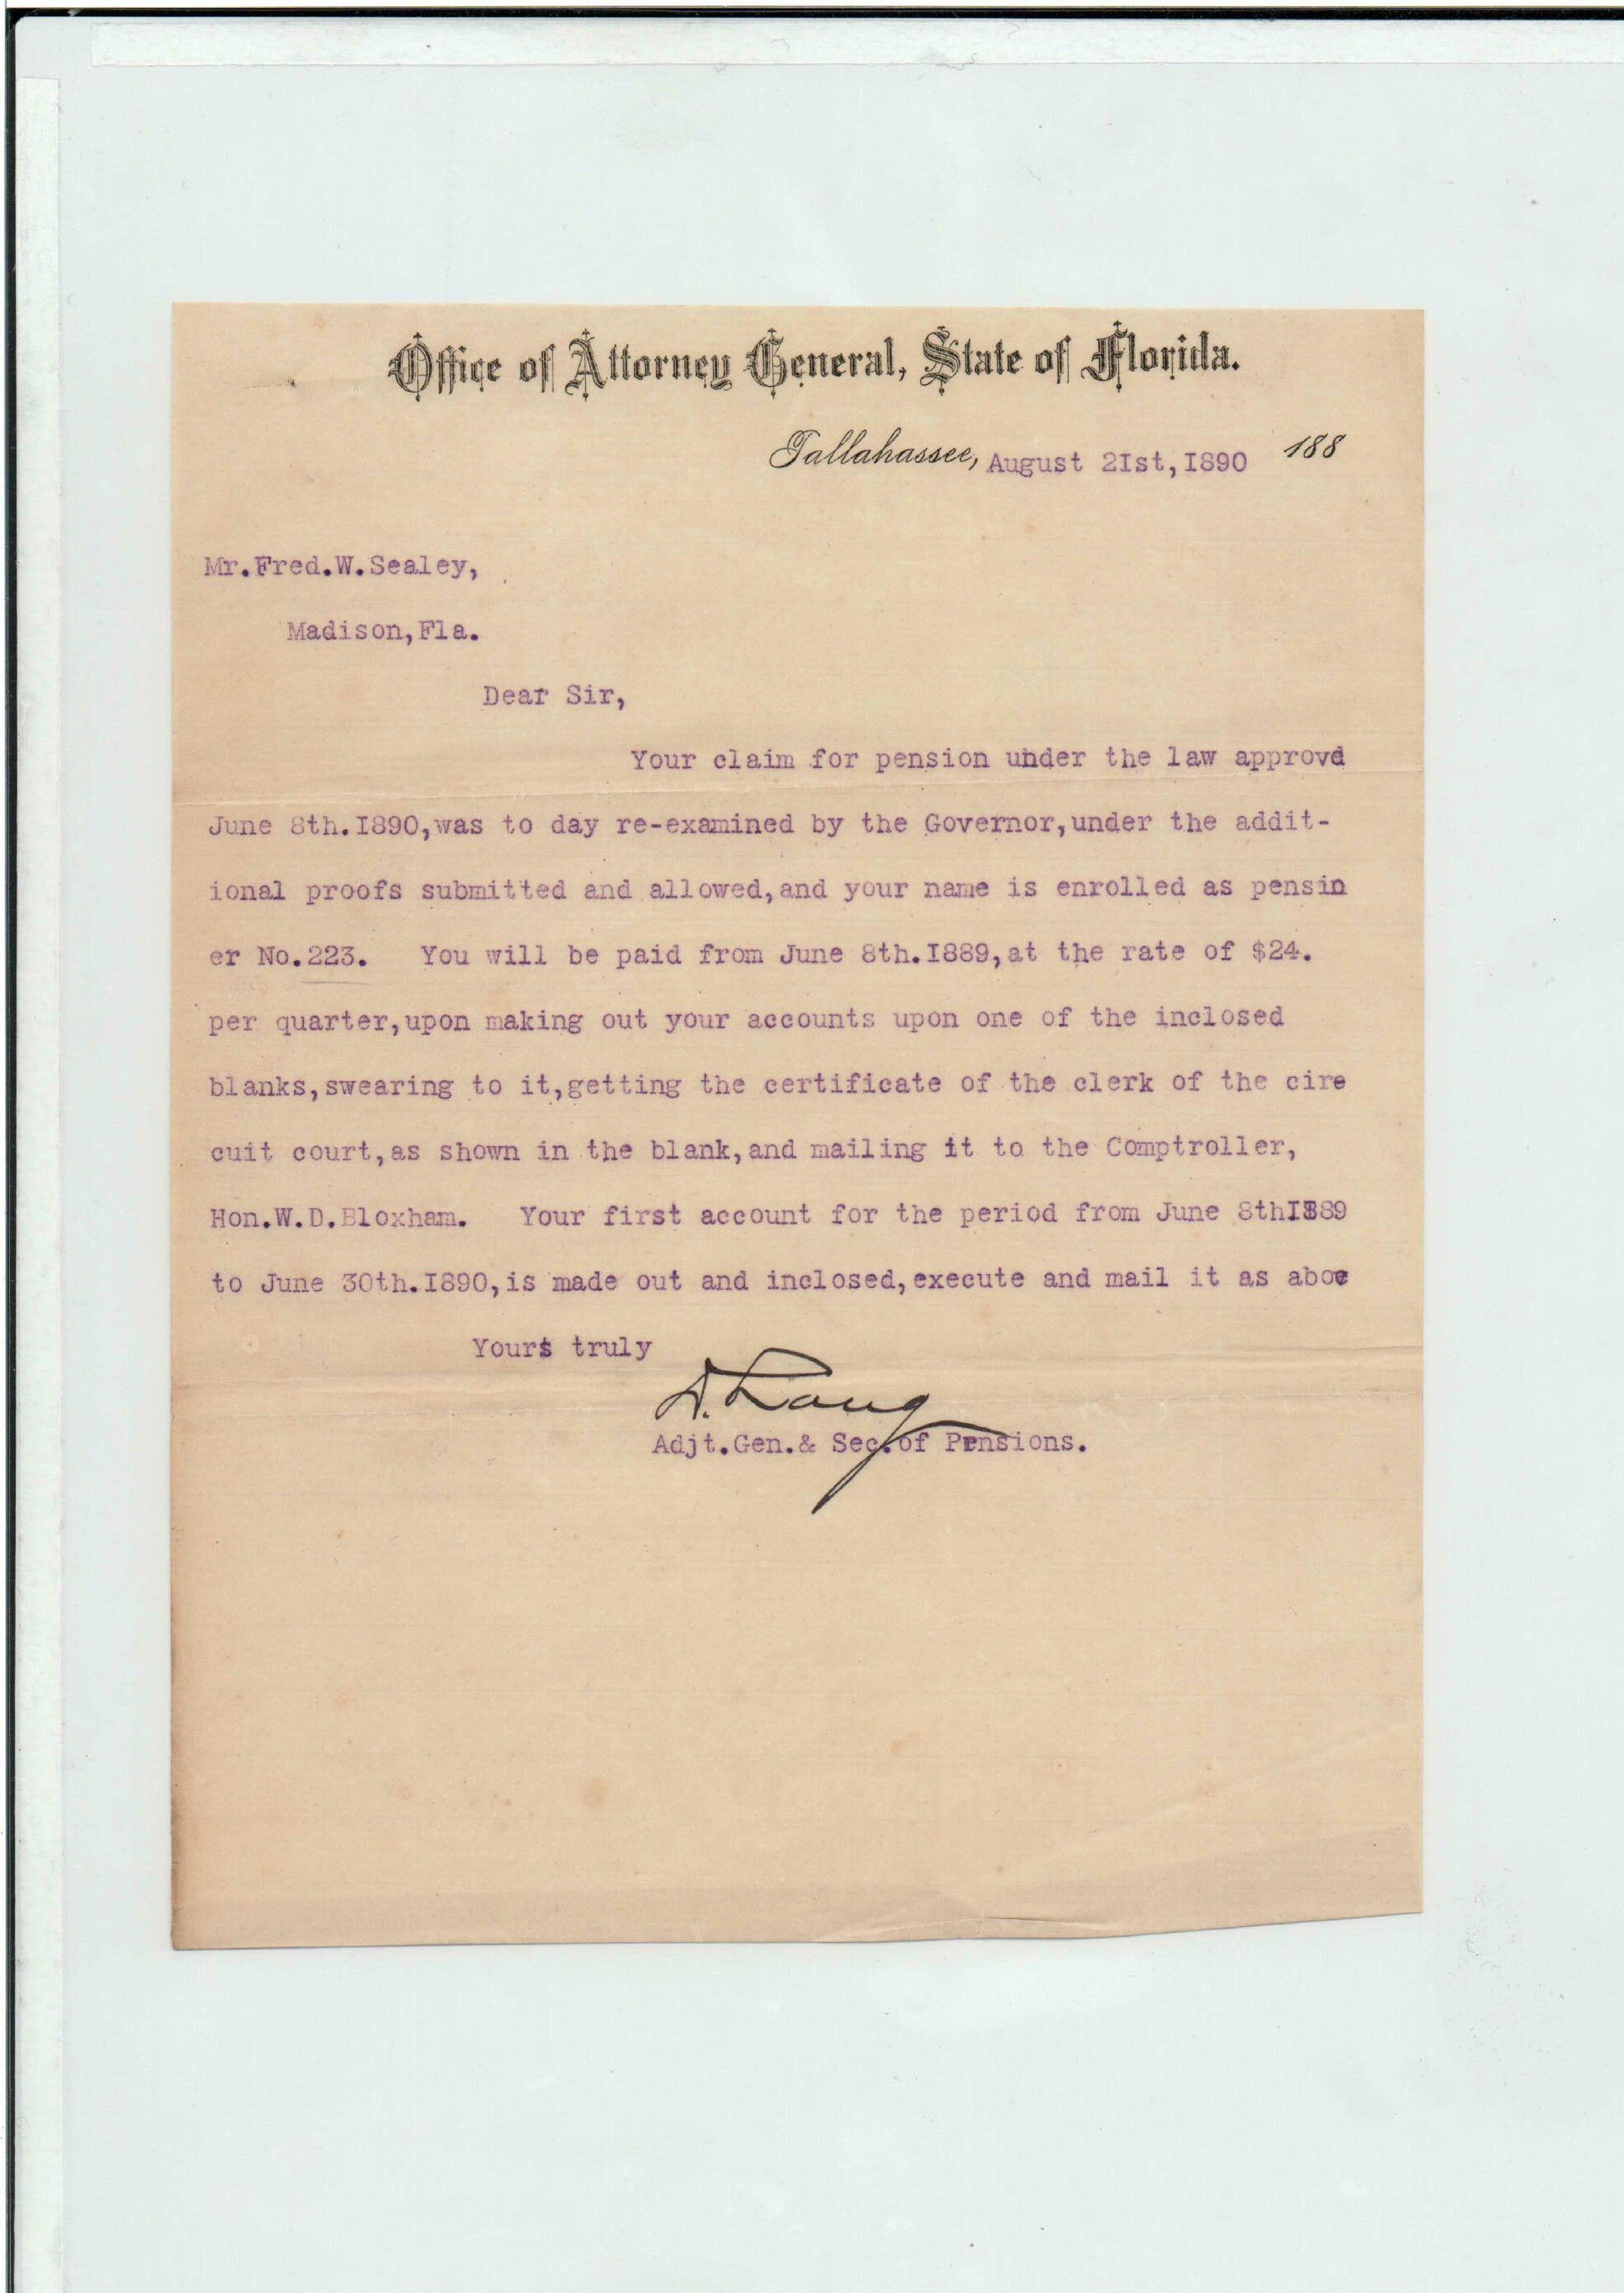 Office of Attorney General, State of Florida.
Tallahassee, August 2Ist, I890 188
Mr.Fred.W.Sealey,
Madison,Fla.
Dear Sir,
Your claim for pension under the law approvd
June 8th.I890,was to day re-examined by the Governor,under the addit-
ional proofs submitted and allowed,and your name is enrolled as pensin
er No.223. You will be paid from June 8th.I889,at the rate of $24.
per quarter,upon making out your accounts upon one of the inclosed
blanks,swearing to it,getting the certificate of the clerk of the cire
cuit court,as shown in the blank,and mailing it to the Comptroller,
Hon.W.D.Bloxham. Your first account for the period from June 8thI889
to June 30th.I890,is made out and inclosed,execute and mail it as aboe
Yours truly
D. Lang
Adjt.Gen.& Sec.of Pensions.